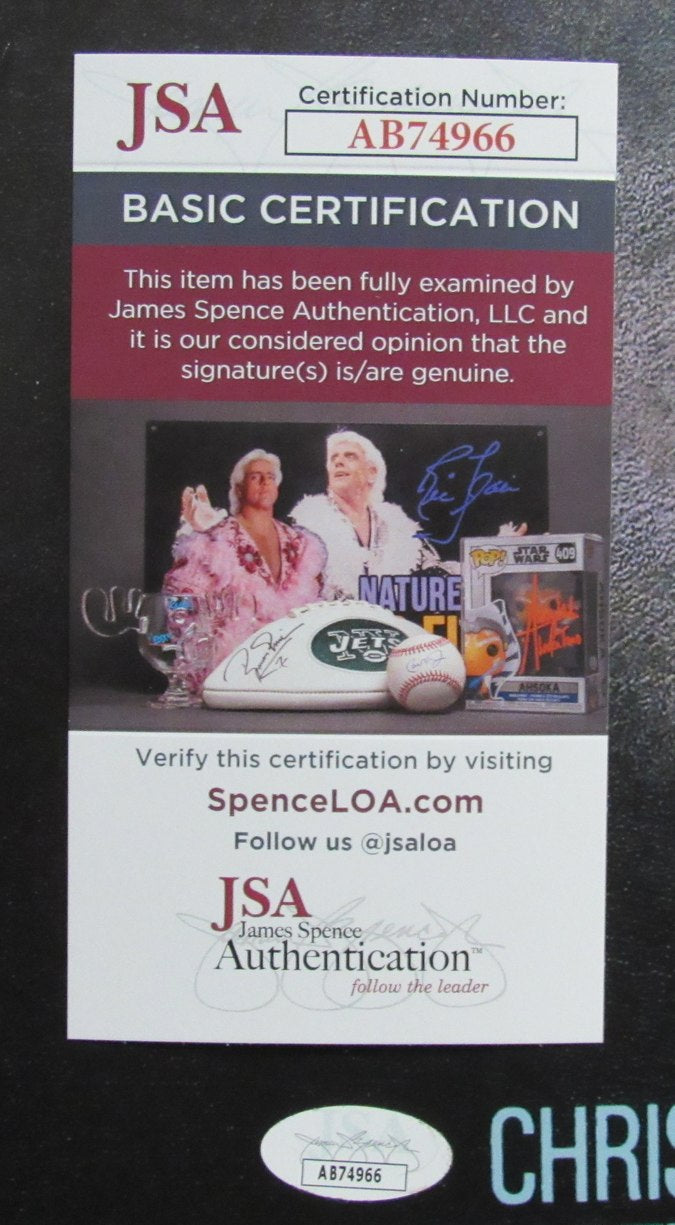 JSA
Certification Number:
AB74966
BASIC CERTIFICATION
This item has been fully examined by
James Spence Authentication, LLC and
it is our considered opinion that the
signature(s) is/are genuine.
NATURE
POP!
STAR
WARS
409
JETS
AHSOKA
Verify this certification by visiting
SpenceLOA.com
Follow us @jsaloa
JSA
James Spence
Authentication™
follow the leader
JSA
AB74966
CHRIS